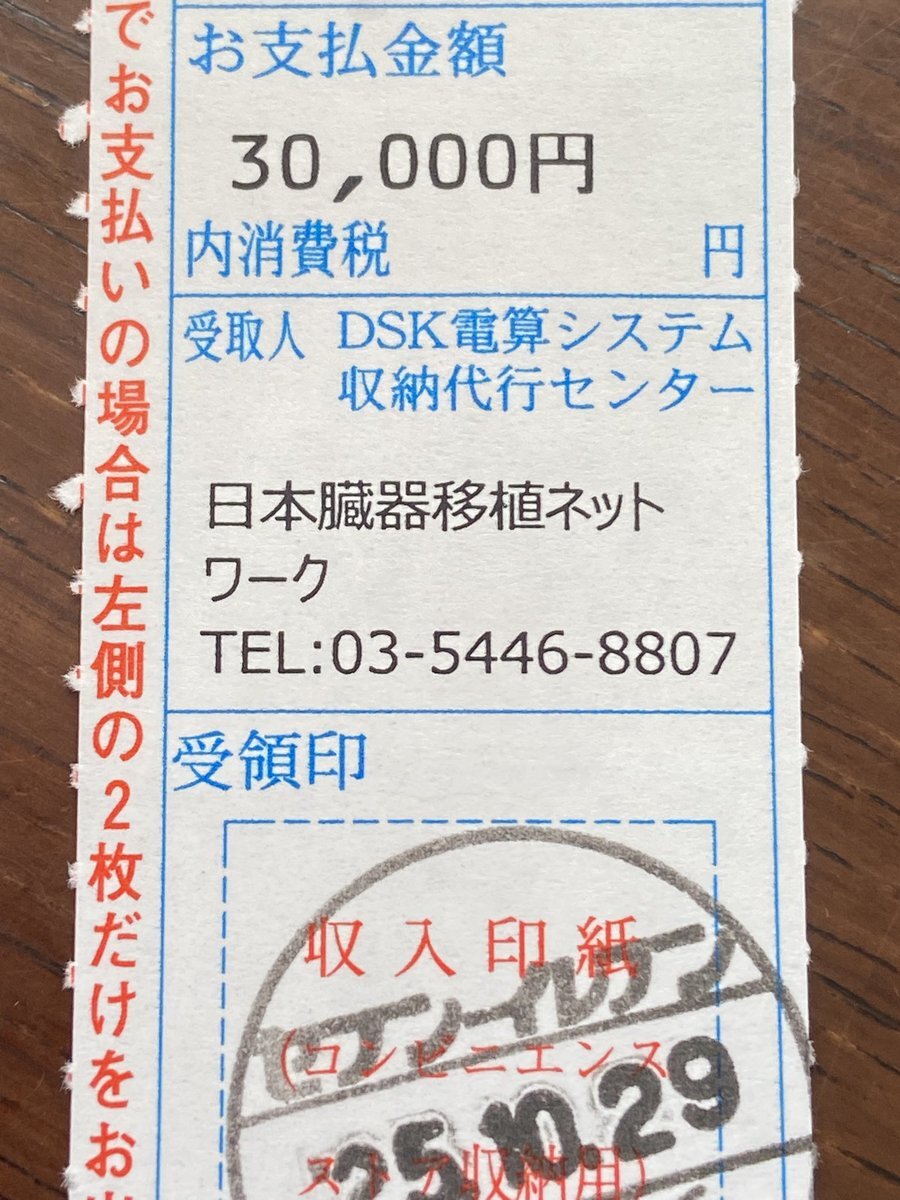 でお支払いの場合は左側の2枚だけをお
お支払金額
30,000円
内消費税 円
受取人 DSK電算システム
収納代行センター
日本臓器移植ネット
ワーク
TEL:03-5446-8807
受領印
収入印紙
(コンビニエンス
ストア収納用)
セブン-イレブン
25.10.29